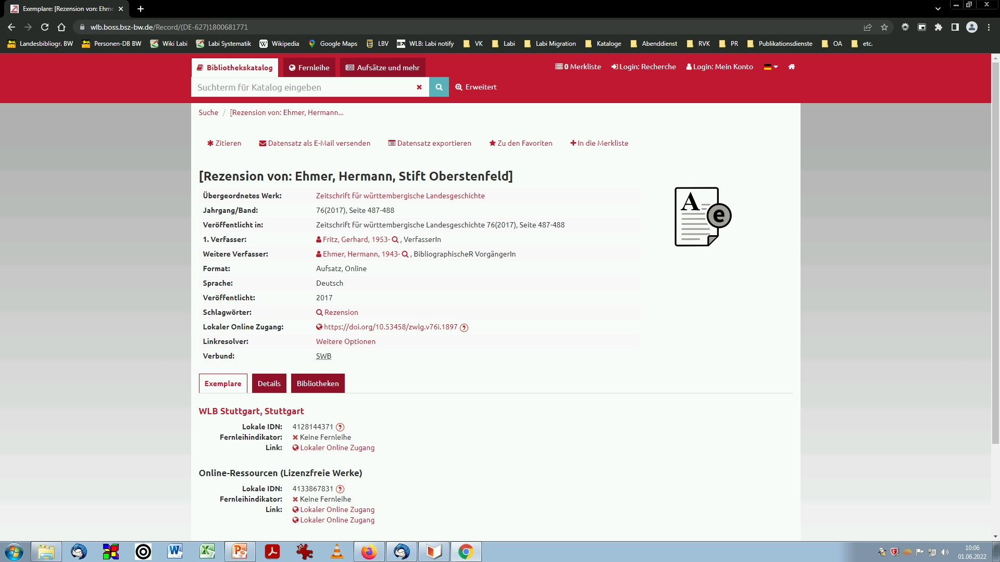 Exemplare: [Rezension von: Ehme
wlb.boss.bsz-bw.de/Record/(DE-627)1800681771
Landesbibliogr. BW Personen-DB BW Wiki Labi Labi Systematik Wikipedia Google Maps LBV WLB: Labi notify VK Labi Labi Migration Kataloge Abenddienst RVK PR Publikationsdienste OA etc.
Bibliothekskatalog Fernleihe Aufsätze und mehr 0 Merkliste Login: Recherche Login: Mein Konto
Suchterm für Katalog eingeben Erweitert
Suche / [Rezension von: Ehmer, Hermann...
Zitieren Datensatz als E-Mail versenden Datensatz exportieren Zu den Favoriten In die Merkliste
[Rezension von: Ehmer, Hermann, Stift Oberstenfeld]
Übergeordnetes Werk: Zeitschrift für württembergische Landesgeschichte
Jahrgang/Band: 76(2017), Seite 487-488
Veröffentlicht in: Zeitschrift für württembergische Landesgeschichte 76(2017), Seite 487-488
1. Verfasser: Fritz, Gerhard, 1953- , VerfasserIn
Weitere Verfasser: Ehmer, Hermann, 1943- , BibliographischeR VorgängerIn
Format: Aufsatz, Online
Sprache: Deutsch
Veröffentlicht: 2017
Schlagwörter: Rezension
Lokaler Online Zugang: https://doi.org/10.53458/zwlg.v76i.1897
Linkresolver: Weitere Optionen
Verbund: SWB
A e
Exemplare Details Bibliotheken
WLB Stuttgart, Stuttgart
Lokale IDN: 4128144371
Fernleihindikator: Keine Fernleihe
Link: Lokaler Online Zugang
Online-Ressourcen (Lizenzfreie Werke)
Lokale IDN: 4133867831
Fernleihindikator: Keine Fernleihe
Link: Lokaler Online Zugang
Lokaler Online Zugang
10:06
01.06.2022